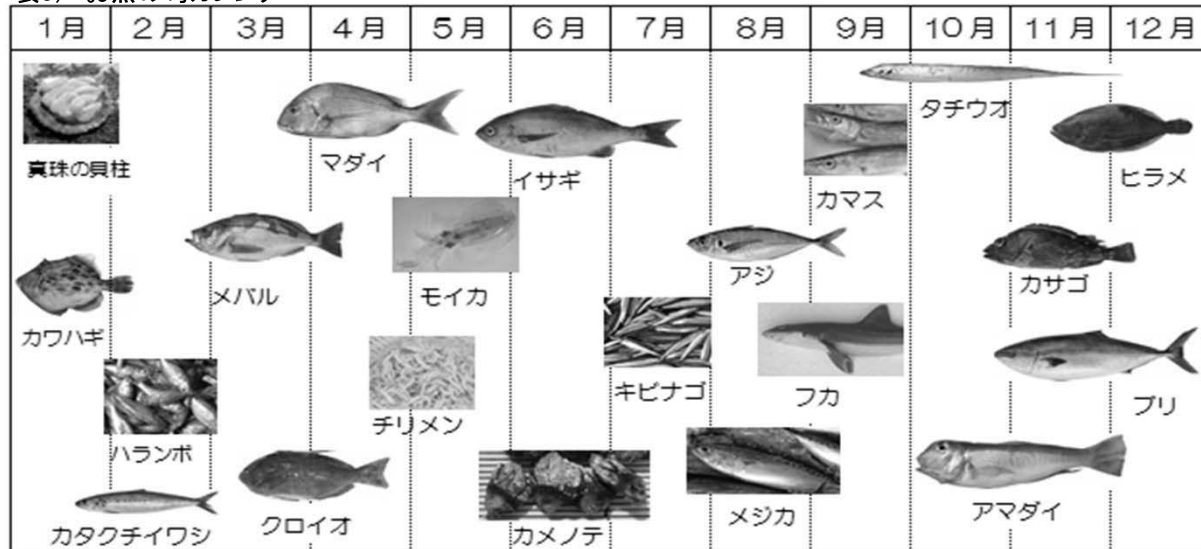 1月 2月 3月 4月 5月 6月 7月 8月 9月 10月 11月 12月
タチウオ
真珠の貝柱
マダイ
イサギ
カマス
ヒラメ
メバル
モイカ
アジ
カサゴ
カワハギ
キビナゴ
フカ
ブリ
チリメン
ハランボ
カタクチイワシ
クロイオ
カメノテ
メジカ
アマダイ